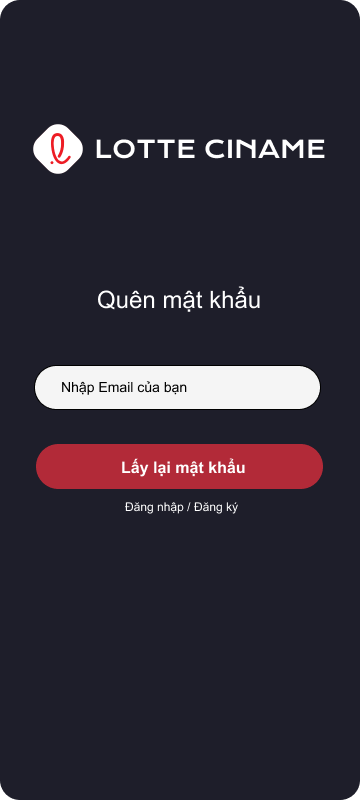 LOTTE CINAME
Quên mật khẩu
Nhập Email của bạn
Lấy lại mật khẩu
Đăng nhập / Đăng ký